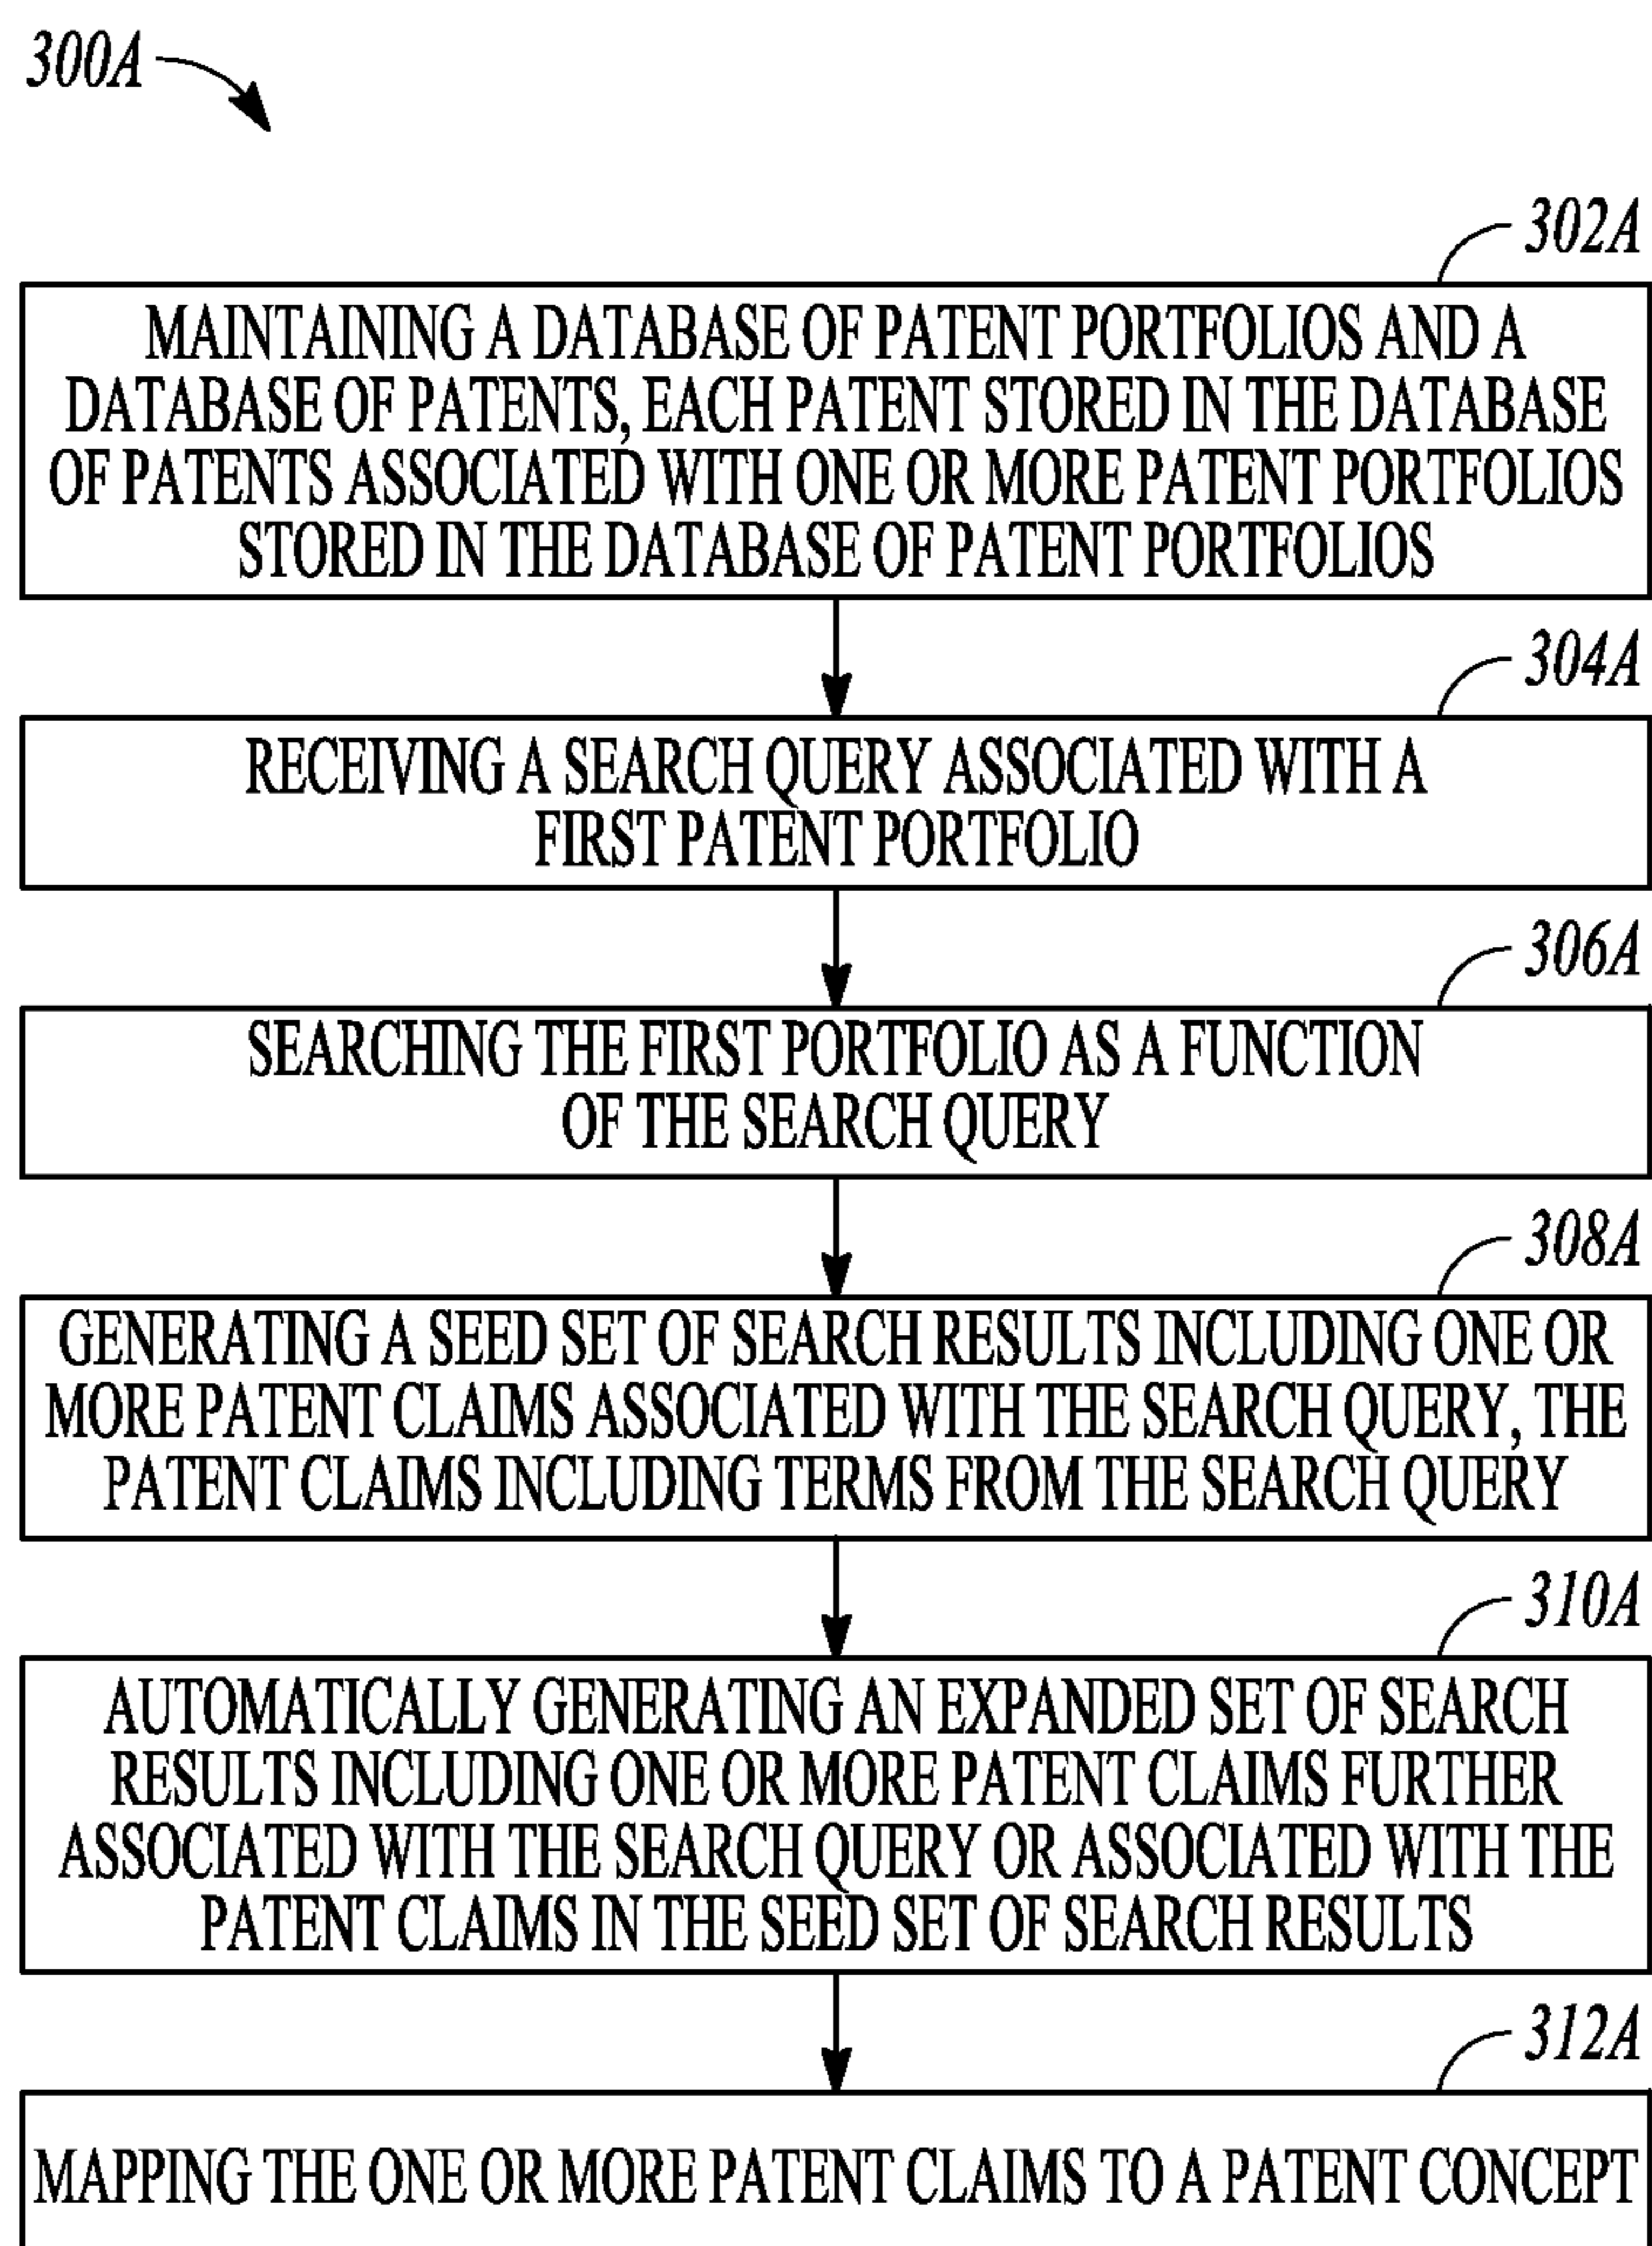 300A
302A
MAINTAINING A DATABASE OF PATENT PORTFOLIOS AND A
DATABASE OF PATENTS, EACH PATENT STORED IN THE DATABASE
OF PATENTS ASSOCIATED WITH ONE OR MORE PATENT PORTFOLIOS
STORED IN THE DATABASE OF PATENT PORTFOLIOS
304A
RECEIVING A SEARCH QUERY ASSOCIATED WITH A
FIRST PATENT PORTFOLIO
306A
SEARCHING THE FIRST PORTFOLIO AS A FUNCTION
OF THE SEARCH QUERY
308A
GENERATING A SEED SET OF SEARCH RESULTS INCLUDING ONE OR
MORE PATENT CLAIMS ASSOCIATED WITH THE SEARCH QUERY, THE
PATENT CLAIMS INCLUDING TERMS FROM THE SEARCH QUERY
310A
AUTOMATICALLY GENERATING AN EXPANDED SET OF SEARCH
RESULTS INCLUDING ONE OR MORE PATENT CLAIMS FURTHER
ASSOCIATED WITH THE SEARCH QUERY OR ASSOCIATED WITH THE
PATENT CLAIMS IN THE SEED SET OF SEARCH RESULTS
312A
MAPPING THE ONE OR MORE PATENT CLAIMS TO A PATENT CONCEPT